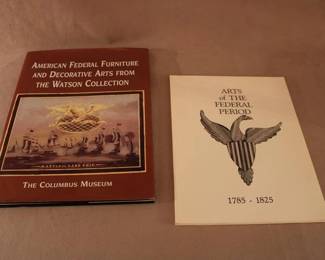 AMERICAN FEDERAL FURNITURE
AND DECORATIVE ARTS FROM
THE WATSON COLLECTION
THE COLUMBUS MUSEUM
ARTS
of THE
FEDERAL
PERIOD
1785 - 1825